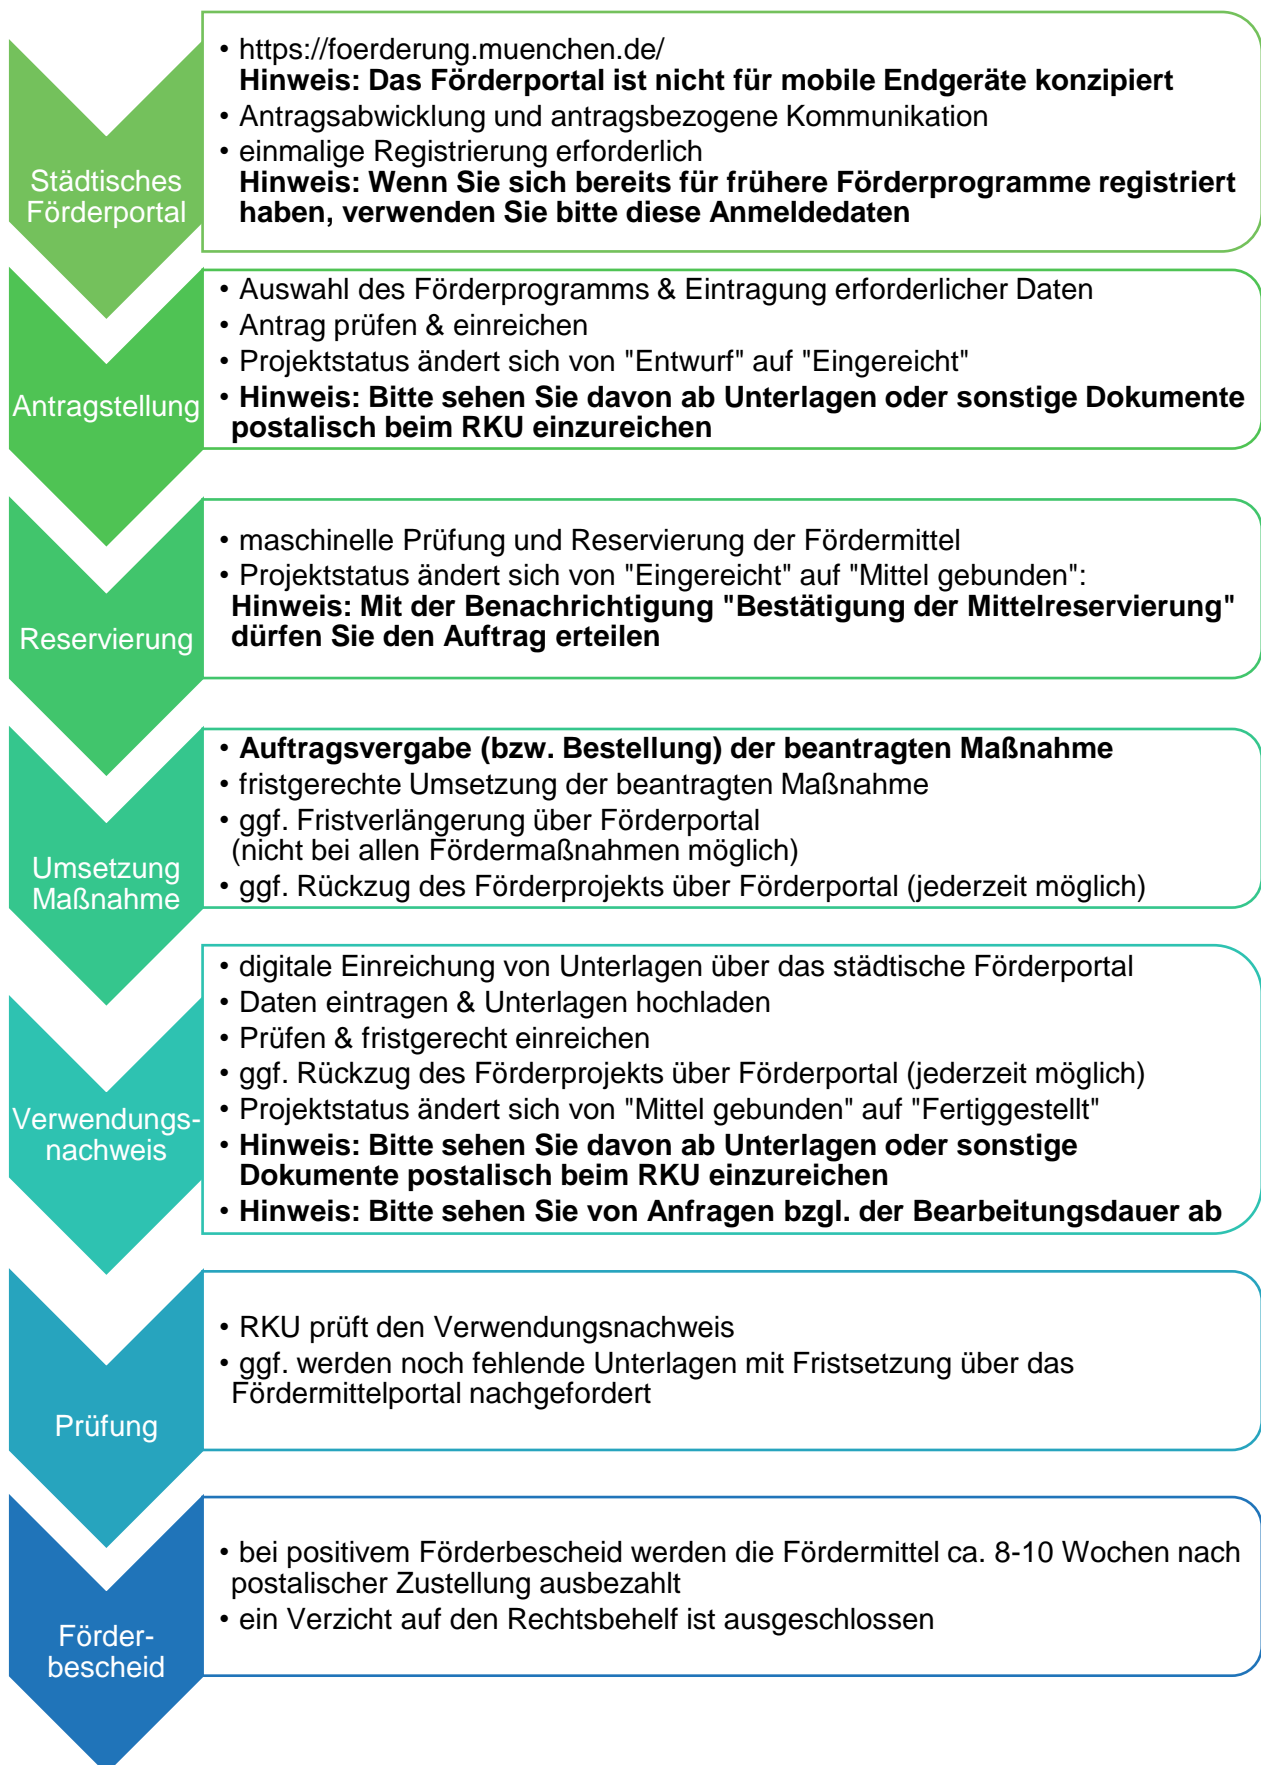 Städtisches
Förderportal
• https://foerderung.muenchen.de/
Hinweis: Das Förderportal ist nicht für mobile Endgeräte konzipiert
• Antragsabwicklung und antragsbezogene Kommunikation
• einmalige Registrierung erforderlich
Hinweis: Wenn Sie sich bereits für frühere Förderprogramme registriert
haben, verwenden Sie bitte diese Anmeldedaten
Antragstellung
• Auswahl des Förderprogramms & Eintragung erforderlicher Daten
• Antrag prüfen & einreichen
• Projektstatus ändert sich von "Entwurf" auf "Eingereicht"
• Hinweis: Bitte sehen Sie davon ab Unterlagen oder sonstige Dokumente
postalisch beim RKU einzureichen
Reservierung
• maschinelle Prüfung und Reservierung der Fördermittel
• Projektstatus ändert sich von "Eingereicht" auf "Mittel gebunden":
Hinweis: Mit der Benachrichtigung "Bestätigung der Mittelreservierung"
dürfen Sie den Auftrag erteilen
Umsetzung
Maßnahme
• Auftragsvergabe (bzw. Bestellung) der beantragten Maßnahme
• fristgerechte Umsetzung der beantragten Maßnahme
• ggf. Fristverlängerung über Förderportal
(nicht bei allen Fördermaßnahmen möglich)
• ggf. Rückzug des Förderprojekts über Förderportal (jederzeit möglich)
Verwendungs-
nachweis
• digitale Einreichung von Unterlagen über das städtische Förderportal
• Daten eintragen & Unterlagen hochladen
• Prüfen & fristgerecht einreichen
• ggf. Rückzug des Förderprojekts über Förderportal (jederzeit möglich)
• Projektstatus ändert sich von "Mittel gebunden" auf "Fertiggestellt"
• Hinweis: Bitte sehen Sie davon ab Unterlagen oder sonstige
Dokumente postalisch beim RKU einzureichen
• Hinweis: Bitte sehen Sie von Anfragen bzgl. der Bearbeitungsdauer ab
Prüfung
• RKU prüft den Verwendungsnachweis
• ggf. werden noch fehlende Unterlagen mit Fristsetzung über das
Fördermittelportal nachgefordert
Förder-
bescheid
• bei positivem Förderbescheid werden die Fördermittel ca. 8-10 Wochen nach
postalischer Zustellung ausbezahlt
• ein Verzicht auf den Rechtsbehelf ist ausgeschlossen